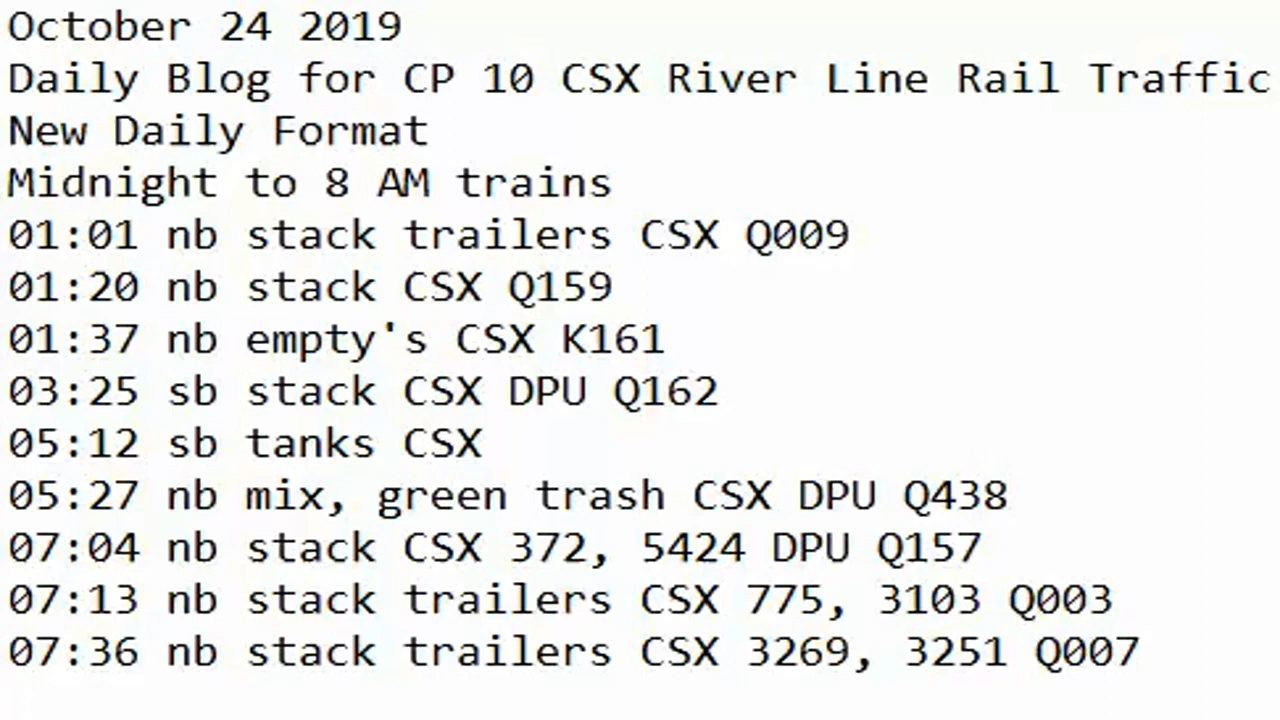 October 24 2019
Daily Blog for CP 10 CSX River Line Rail Traffic
New Daily Format
Midnight to 8 AM trains
01:01 nb stack trailers CSX Q009
01:20 nb stack CSX Q159
01:37 nb empty's CSX K161
03:25 sb stack CSX DPU Q162
05:12 sb tanks CSX
05:27 nb mix, green trash CSX DPU Q438
07:04 nb stack CSX 372, 5424 DPU Q157
07:13 nb stack trailers CSX 775, 3103 Q003
07:36 nb stack trailers CSX 3269, 3251 Q007